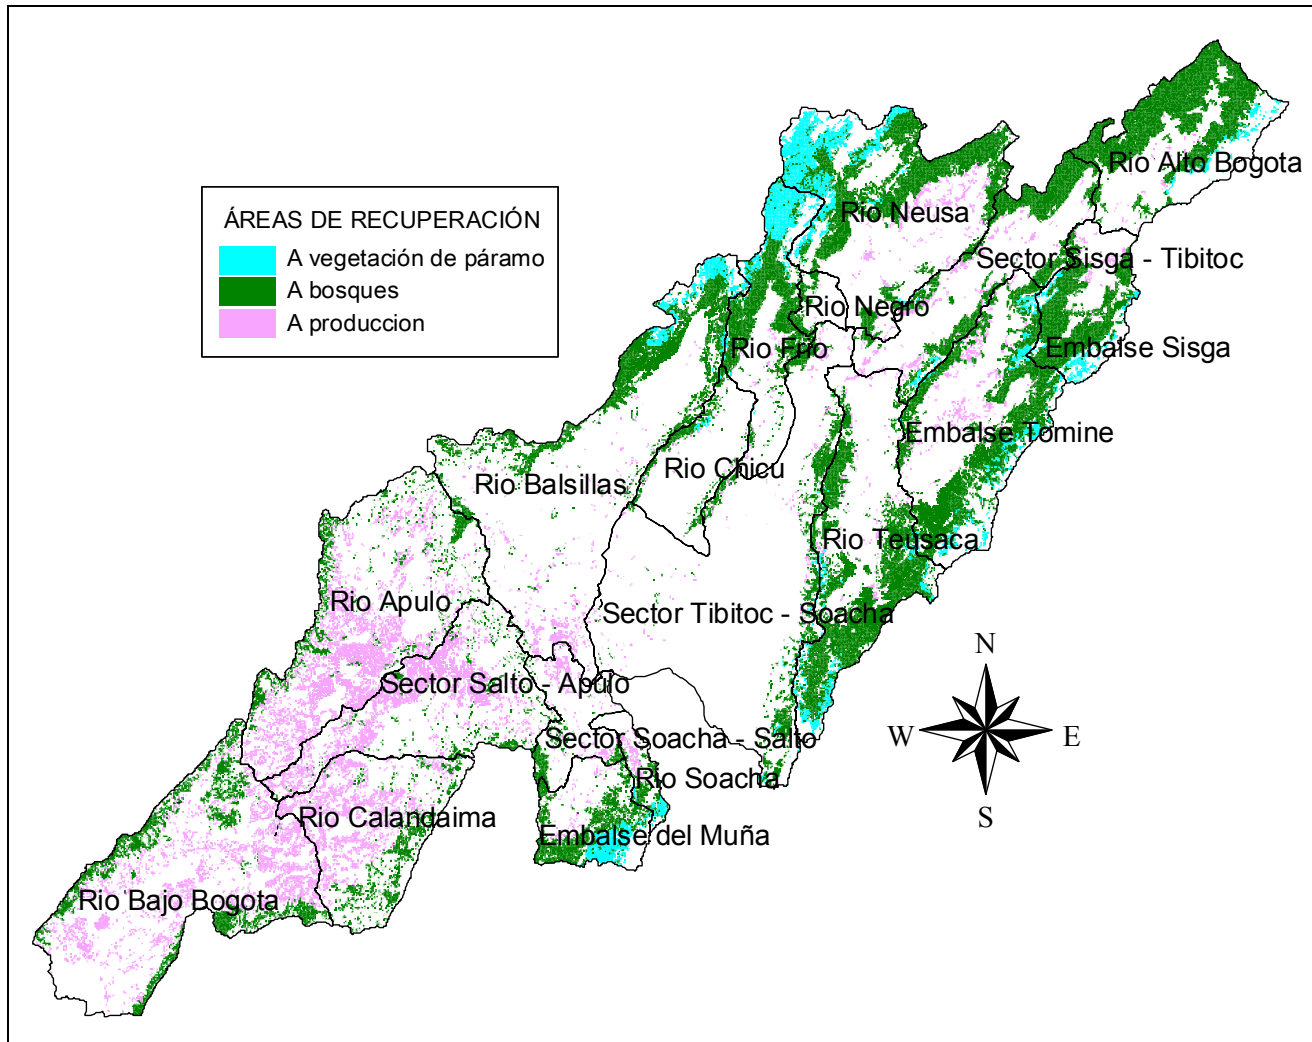 ÁREAS DE RECUPERACIÓN
A vegetación de páramo
A bosques
A produccion
Rio Alto Bogota
Rio Neusa
Sector Sisga - Tibitoc
Rio Negro
Rio Frio
Embalse Sisga
Embalse Tomine
Rio Chicu
Rio Balsillas
Rio Teusaca
Rio Apulo
Sector Tibitoc - Soacha
N
Sector Salto - Apulo
W
E
Sector Soacha - Salto
Rio Soacha
S
Rio Calandaima
Embalse del Muña
Rio Bajo Bogota